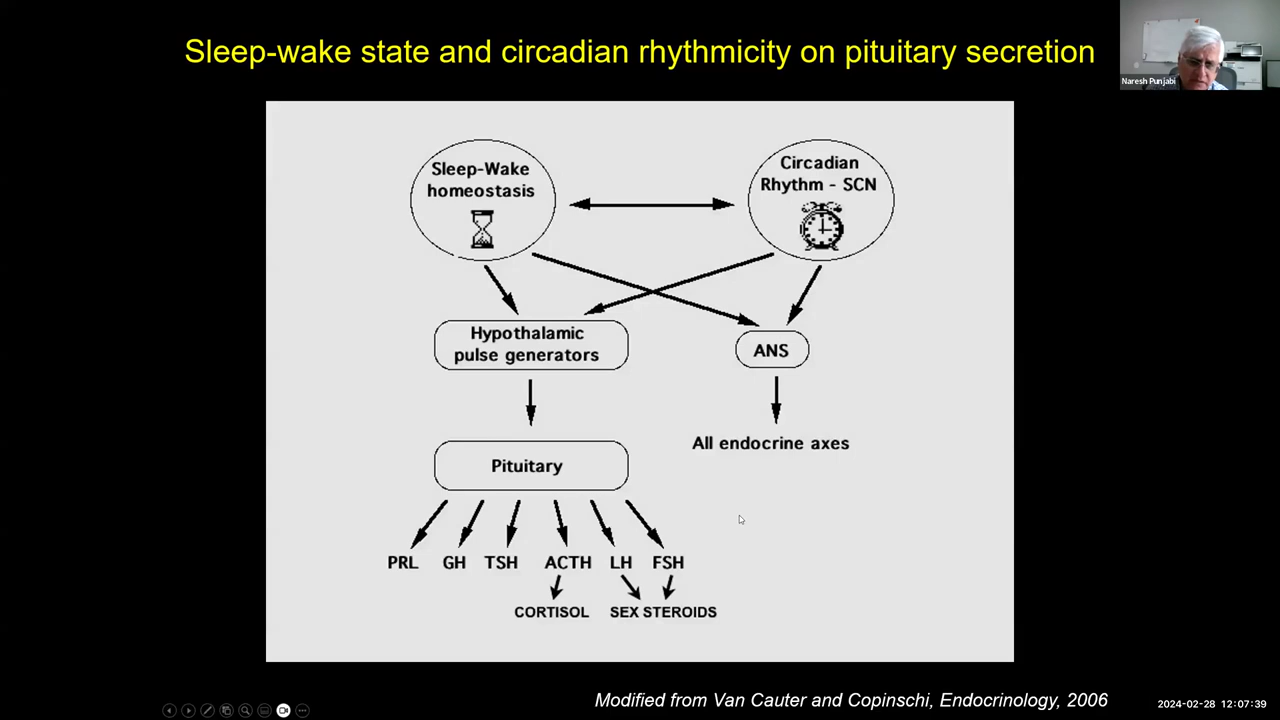 Sleep-wake state and circadian rhythmicity on pituitary secretion
Naresh Punjabi
Sleep-Wake
homeostasis
Circadian
Rhythm - SCN
Hypothalamic
pulse generators
ANS
All endocrine axes
Pituitary
PRL GH TSH ACTH LH FSH
CORTISOL SEX STEROIDS
Modified from Van Cauter and Copinschi, Endocrinology, 2006
2024-02-28 12:07:39